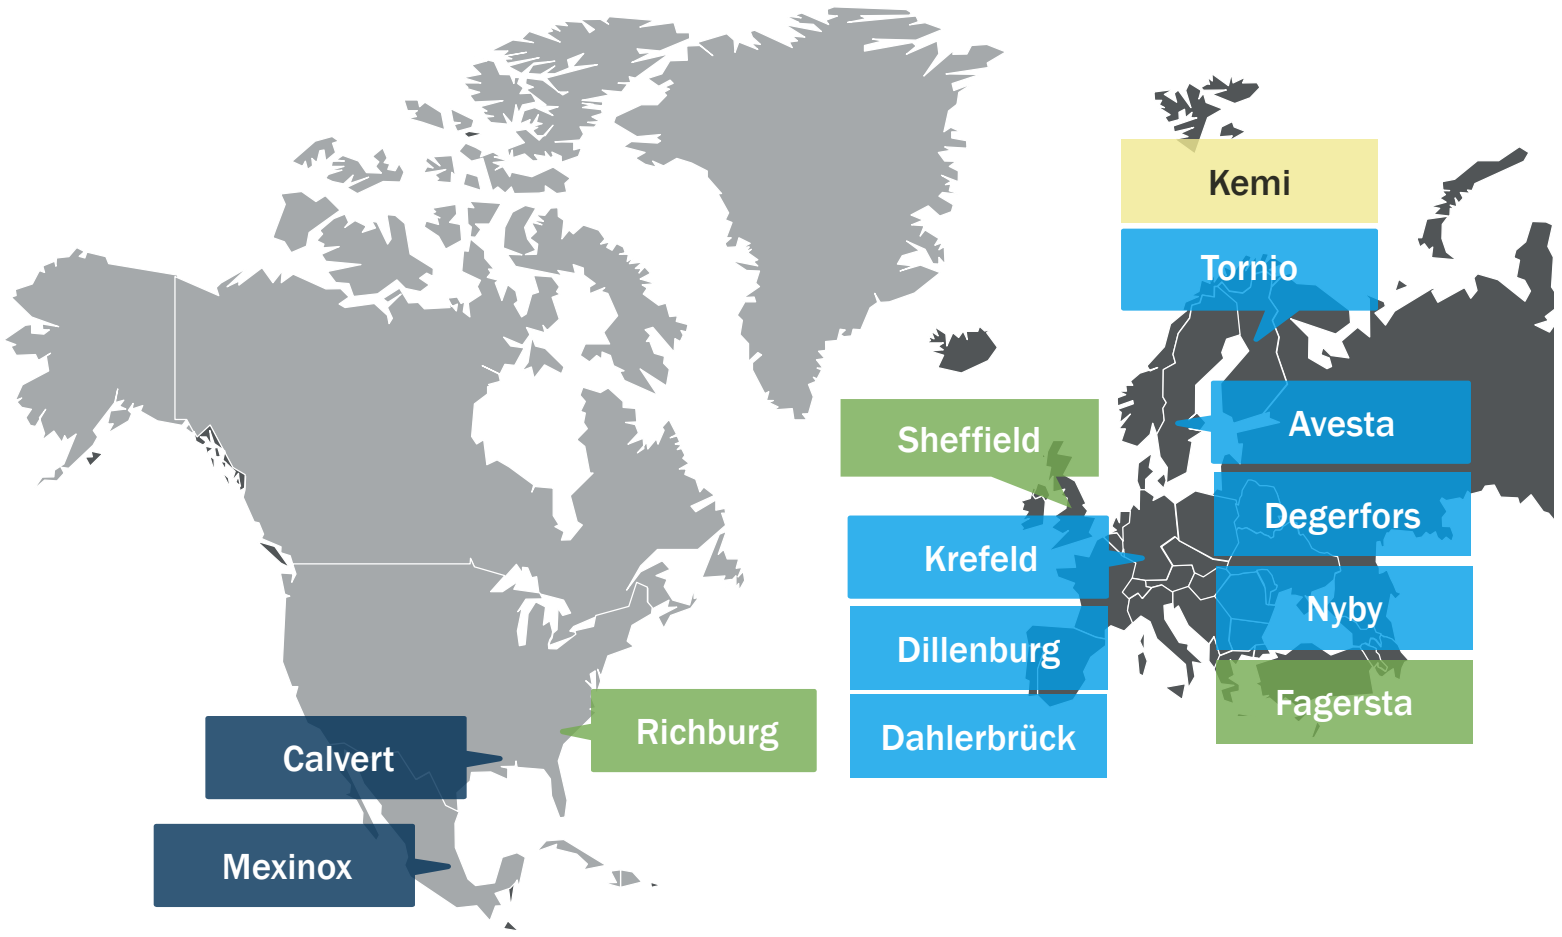 Kemi
Tornio
Avesta
Sheffield
Degerfors
Krefeld
Nyby
Dillenburg
Fagersta
Richburg
Dahlerbrück
Calvert
Mexinox